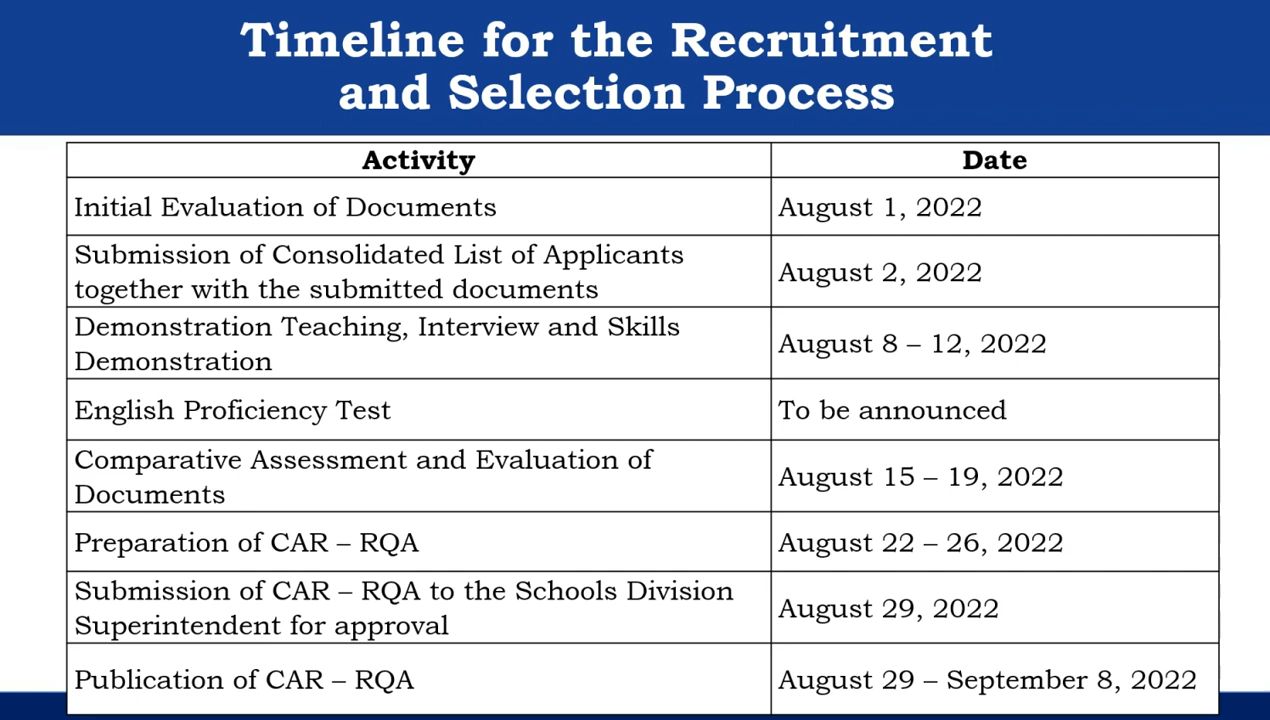 Timeline for the Recruitment
and Selection Process
Activity Date
Initial Evaluation of Documents August 1, 2022
Submission of Consolidated List of Applicants
together with the submitted documents August 2, 2022
Demonstration Teaching, Interview and Skills
Demonstration August 8 – 12, 2022
English Proficiency Test To be announced
Comparative Assessment and Evaluation of
Documents August 15 – 19, 2022
Preparation of CAR – RQA August 22 – 26, 2022
Submission of CAR – RQA to the Schools Division
Superintendent for approval August 29, 2022
Publication of CAR – RQA August 29 – September 8, 2022